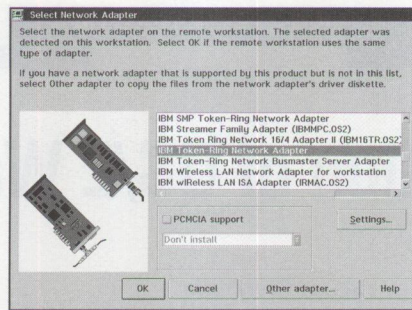 Select Network Adapter
Select the network adapter on the remote workstation. The selected adapter was
detected on this workstation. Select OK if the remote workstation uses the same
type of adapter.
If you have a network adapter that is supported by this product but is not in this list,
select Other adapter to copy the files from the network adapter's driver diskette.
IBM SMP Token-Ring Network Adapter
IBM Streamer Family Adapter (IBMMPC.OS2)
IBM Token Ring Network 16/4 Adapter II (IBM16TR.OS2)
IBM Token-Ring Network Adapter
IBM Token-Ring Network Busmaster Server Adapter
IBM Wireless LAN Network Adapter for workstation
IBM wiReless LAN ISA Adapter (IRMAC.OS2)
PCMCIA support
Settings...
Don't install
OK
Cancel
Other adapter...
Help